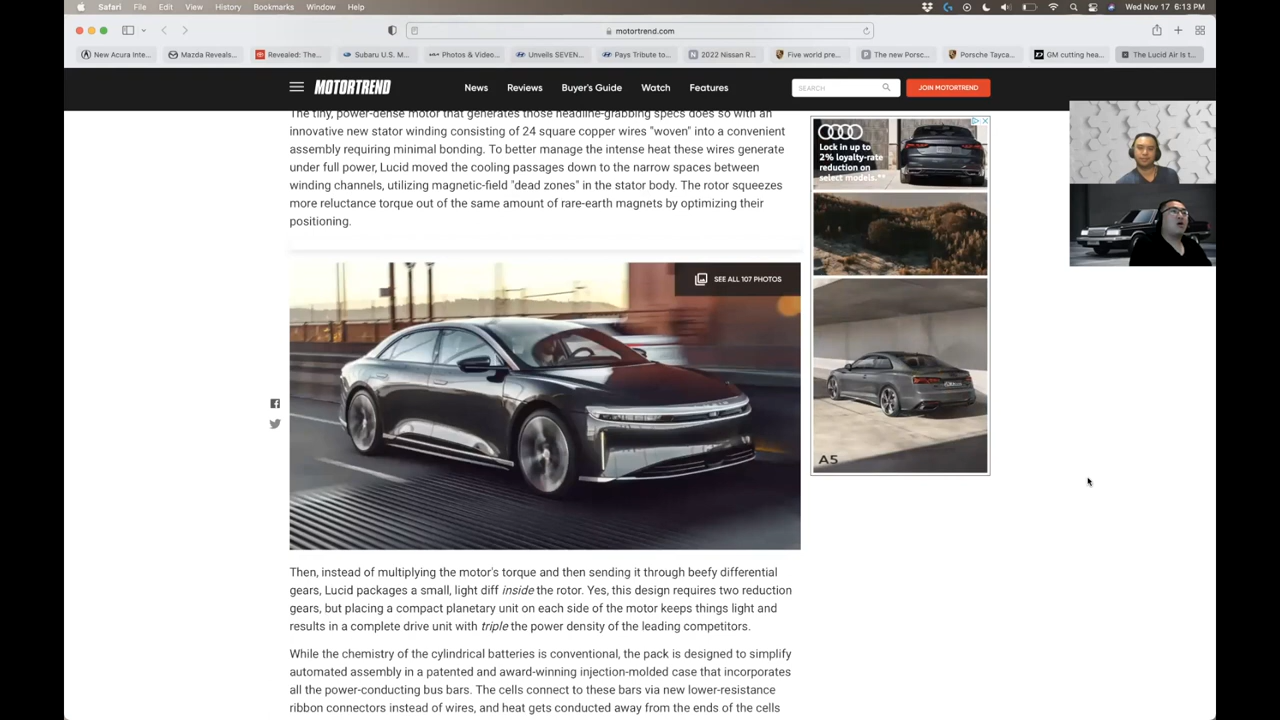 Safari File Edit View History Bookmarks Window Help
Wed Nov 17 6:13 PM
motortrend.com
New Acura Inte...
Mazda Reveals...
Revealed: The...
Subaru U.S. M...
Photos & Video...
Unveils SEVEN...
Pays Tribute to...
2022 Nissan R...
Five world pre...
The new Porsc...
Porsche Tayca...
GM cutting hea...
The Lucid Air Is t...
MOTORTREND
News
Reviews
Buyer's Guide
Watch
Features
SEARCH
JOIN MOTORTREND
The tiny, power-dense motor that generates those headline-grabbing specs does so with an
innovative new stator winding consisting of 24 square copper wires "woven" into a convenient
assembly requiring minimal bonding. To better manage the intense heat these wires generate
under full power, Lucid moved the cooling passages down to the narrow spaces between
winding channels, utilizing magnetic-field "dead zones" in the stator body. The rotor squeezes
more reluctance torque out of the same amount of rare-earth magnets by optimizing their
positioning.
SEE ALL 107 PHOTOS
Then, instead of multiplying the motor's torque and then sending it through beefy differential
gears, Lucid packages a small, light diff inside the rotor. Yes, this design requires two reduction
gears, but placing a compact planetary unit on each side of the motor keeps things light and
results in a complete drive unit with triple the power density of the leading competitors.
While the chemistry of the cylindrical batteries is conventional, the pack is designed to simplify
automated assembly in a patented and award-winning injection-molded case that incorporates
all the power-conducting bus bars. The cells connect to these bars via new lower-resistance
ribbon connectors instead of wires, and heat gets conducted away from the ends of the cells
Lock in up to
2% loyalty-rate
reduction on
select models.**
A5